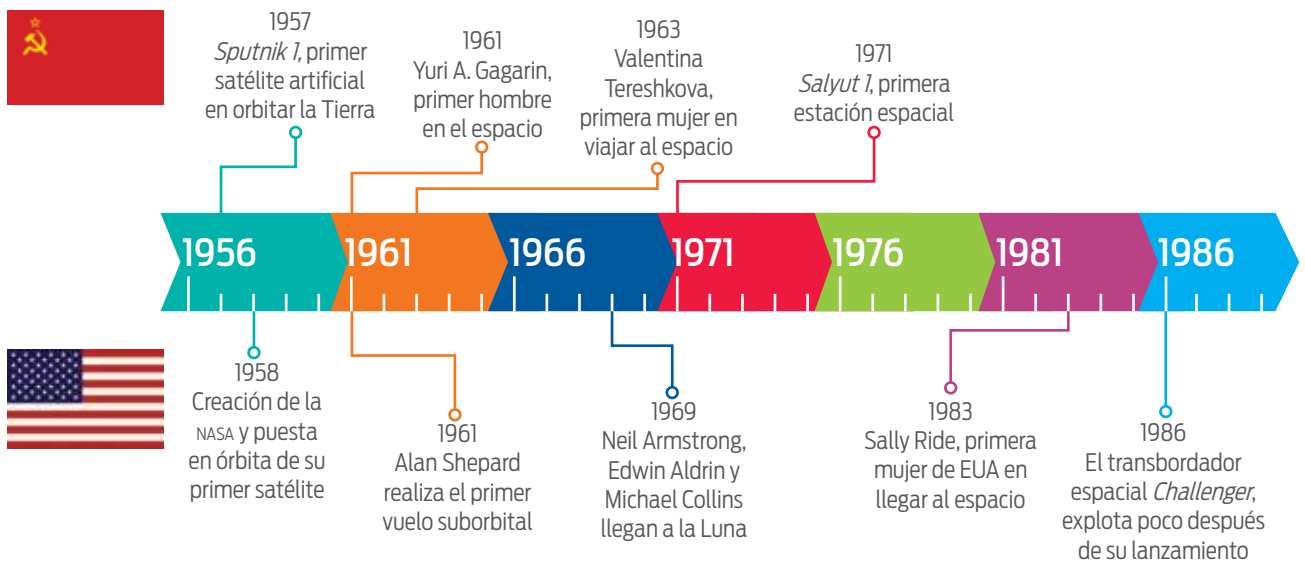 1957
Sputnik 1, primer
satélite artificial
en orbitar la Tierra
1961
Yuri A. Gagarin,
primer hombre
en el espacio
1963
Valentina
Tereshkova,
primera mujer en
viajar al espacio
1971
Salyut 1, primera
estación espacial
1956
1961
1966
1971
1976
1981
1986
1958
Creación de la
NASA y puesta
en órbita de su
primer satélite
1961
Alan Shepard
realiza el primer
vuelo suborbital
1969
Neil Armstrong,
Edwin Aldrin y
Michael Collins
llegan a la Luna
1983
Sally Ride, primera
mujer de EUA en
llegar al espacio
1986
El transbordador
espacial Challenger,
explota poco después
de su lanzamiento